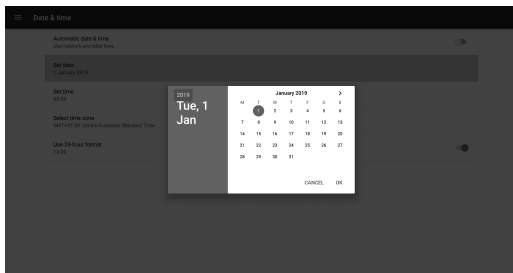 Date & time
Automatic date & time
Use network-provided time
Set date
1 January 2019
Set time
00:00
Select time zone
GMT+01:00 Central European Standard Time
Use 24-hour format
13:00
2019
Tue, 1
Jan
January 2019
M T W T F S S
1 2 3 4 5 6
7 8 9 10 11 12 13
14 15 16 17 18 19 20
21 22 23 24 25 26 27
28 29 30 31
CANCEL OK